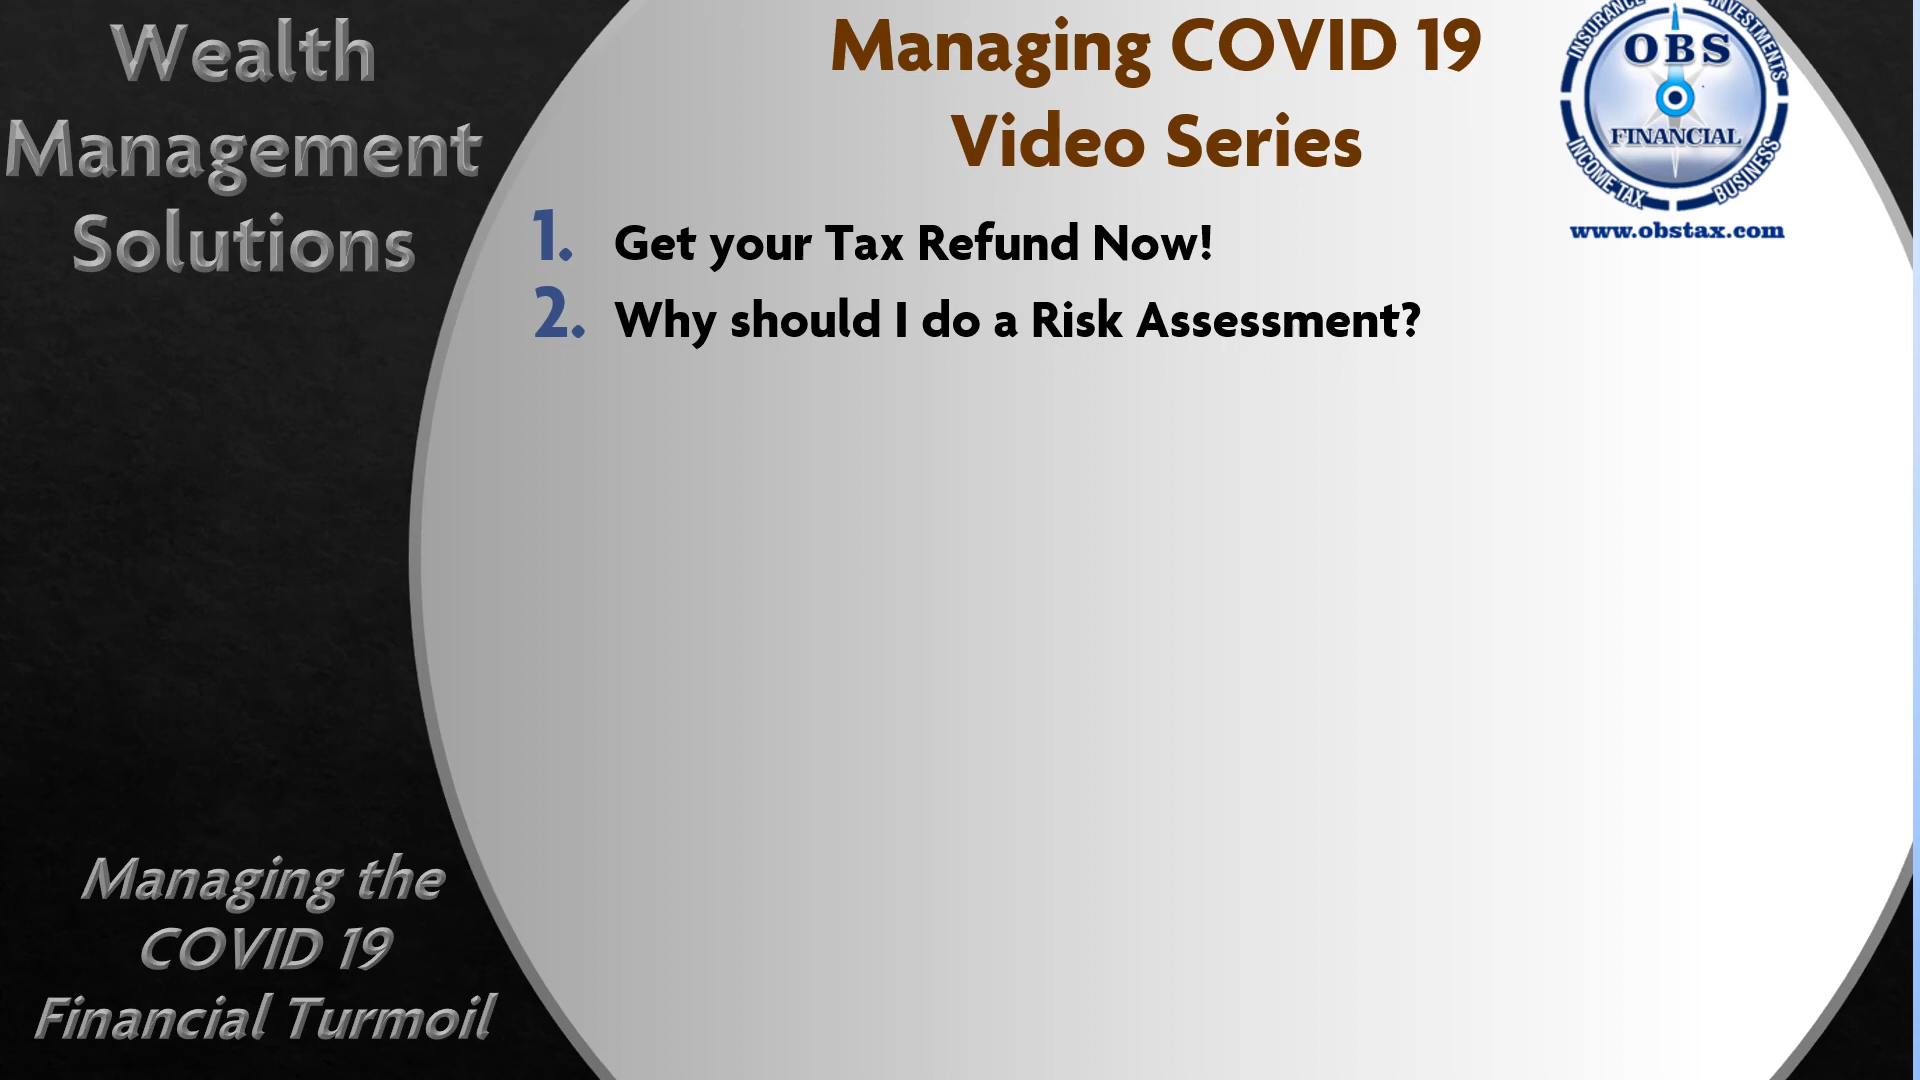 Wealth
Management
Solutions
Managing COVID 19
Video Series
INSURANCE
INVESTMENTS
OBS
FINANCIAL
INCOME TAX
BUSINESS
www.obstax.com
1. Get your Tax Refund Now!
2. Why should I do a Risk Assessment?
Managing the
COVID 19
Financial Turmoil